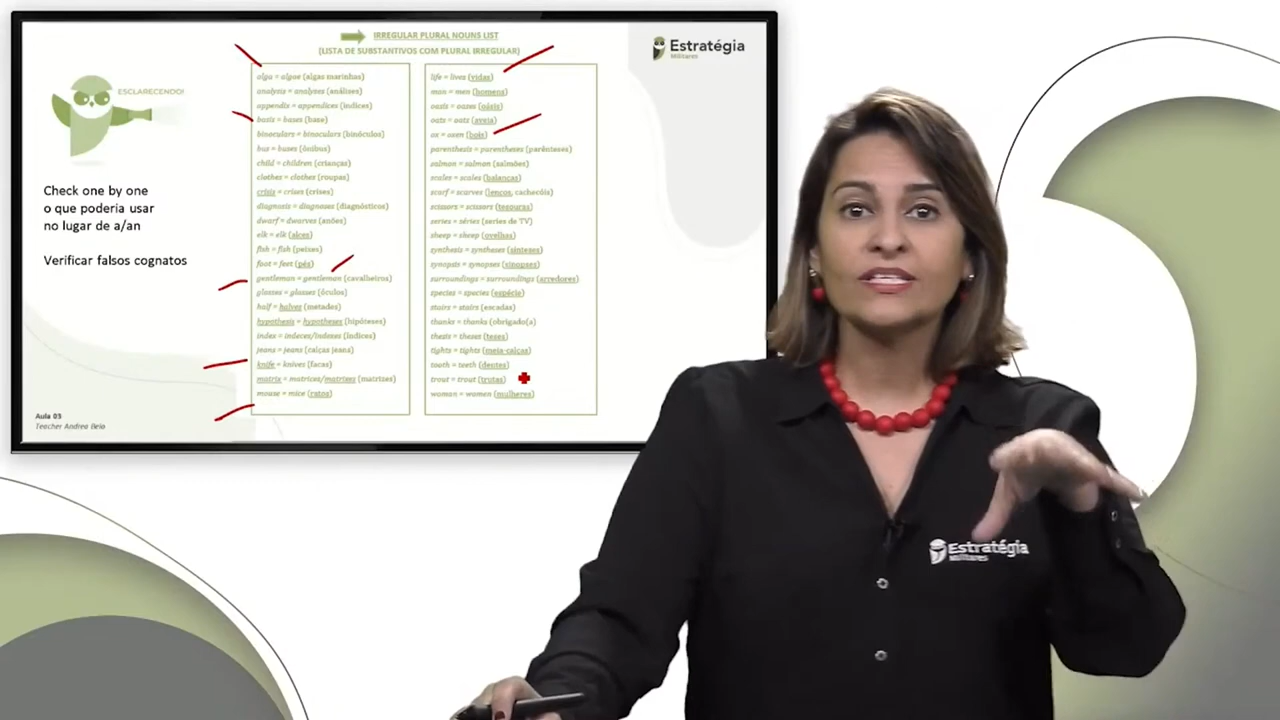 IRREGULAR PLURAL NOUNS LIST
(LISTA DE SUBSTANTIVOS COM PLURAL IRREGULAR)
Estratégia
Militares
ESCLARECENDO!
Check one by one
o que poderia usar
no lugar de a/an
Verificar falsos cognatos
alga = algae (algas marinhas)
analysis = analyses (análises)
appendix = appendices (índices)
basis = bases (base)
binoculars = binoculars (binóculos)
bus = buses (ônibus)
child = children (crianças)
clothes = clothes (roupas)
crisis = crises (crises)
diagnosis = diagnoses (diagnósticos)
dwarf = dwarves (anões)
elk = elk (alces)
fish = fish (peixes)
foot = feet (pés)
gentleman = gentlemen (cavalheiros)
glasses = glasses (óculos)
half = halves (metades)
hypothesis = hypotheses (hipóteses)
index = indeces/indexes (índices)
jeans = jeans (calças jeans)
knife = knives (facas)
matrix = matrices/matrixes (matrizes)
mouse = mice (ratos)
life = lives (vidas)
man = men (homens)
oasis = oases (oásis)
oats = oats (aveia)
ox = oxen (bois)
parenthesis = parentheses (parênteses)
salmon = salmon (salmões)
scales = scales (balanças)
scarf = scarves (lenços, cachecóis)
scissors = scissors (tesouras)
series = séries (series de TV)
sheep = sheep (ovelhas)
synthesis = syntheses (sínteses)
synopsis = synopses (sinopses)
surroundings = surroundings (arredores)
species = species (espécie)
stairs = stairs (escadas)
thanks = thanks (obrigado(a)
thesis = theses (teses)
tights = tights (meia-calças)
tooth = teeth (dentes)
trout = trout (trutas)
woman = women (mulheres)
Aula 03
Teacher Andrea Belo
Estratégia
Militares